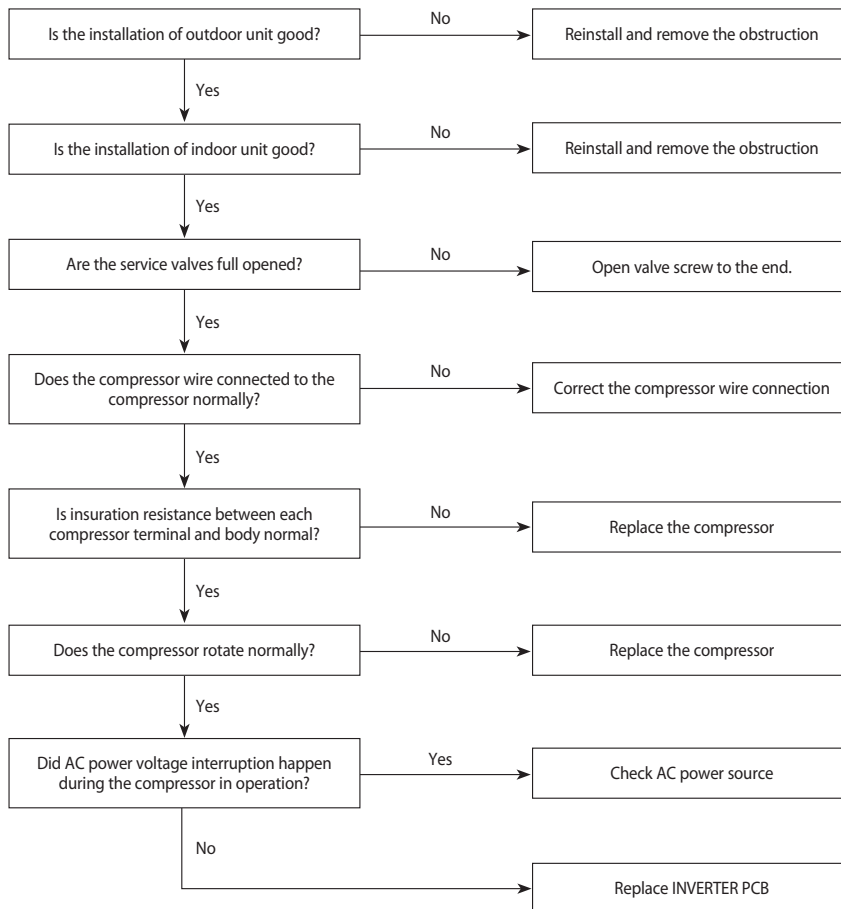 Is the installation of outdoor unit good?
No
Reinstall and remove the obstruction
Yes
Is the installation of indoor unit good?
No
Reinstall and remove the obstruction
Yes
Are the service valves full opened?
No
Open valve screw to the end.
Yes
Does the compressor wire connected to the
compressor normally?
No
Correct the compressor wire connection
Yes
Is insuration resistance between each
compressor terminal and body normal?
No
Replace the compressor
Yes
Does the compressor rotate normally?
No
Replace the compressor
Yes
Did AC power voltage interruption happen
during the compressor in operation?
Yes
Check AC power source
No
Replace INVERTER PCB